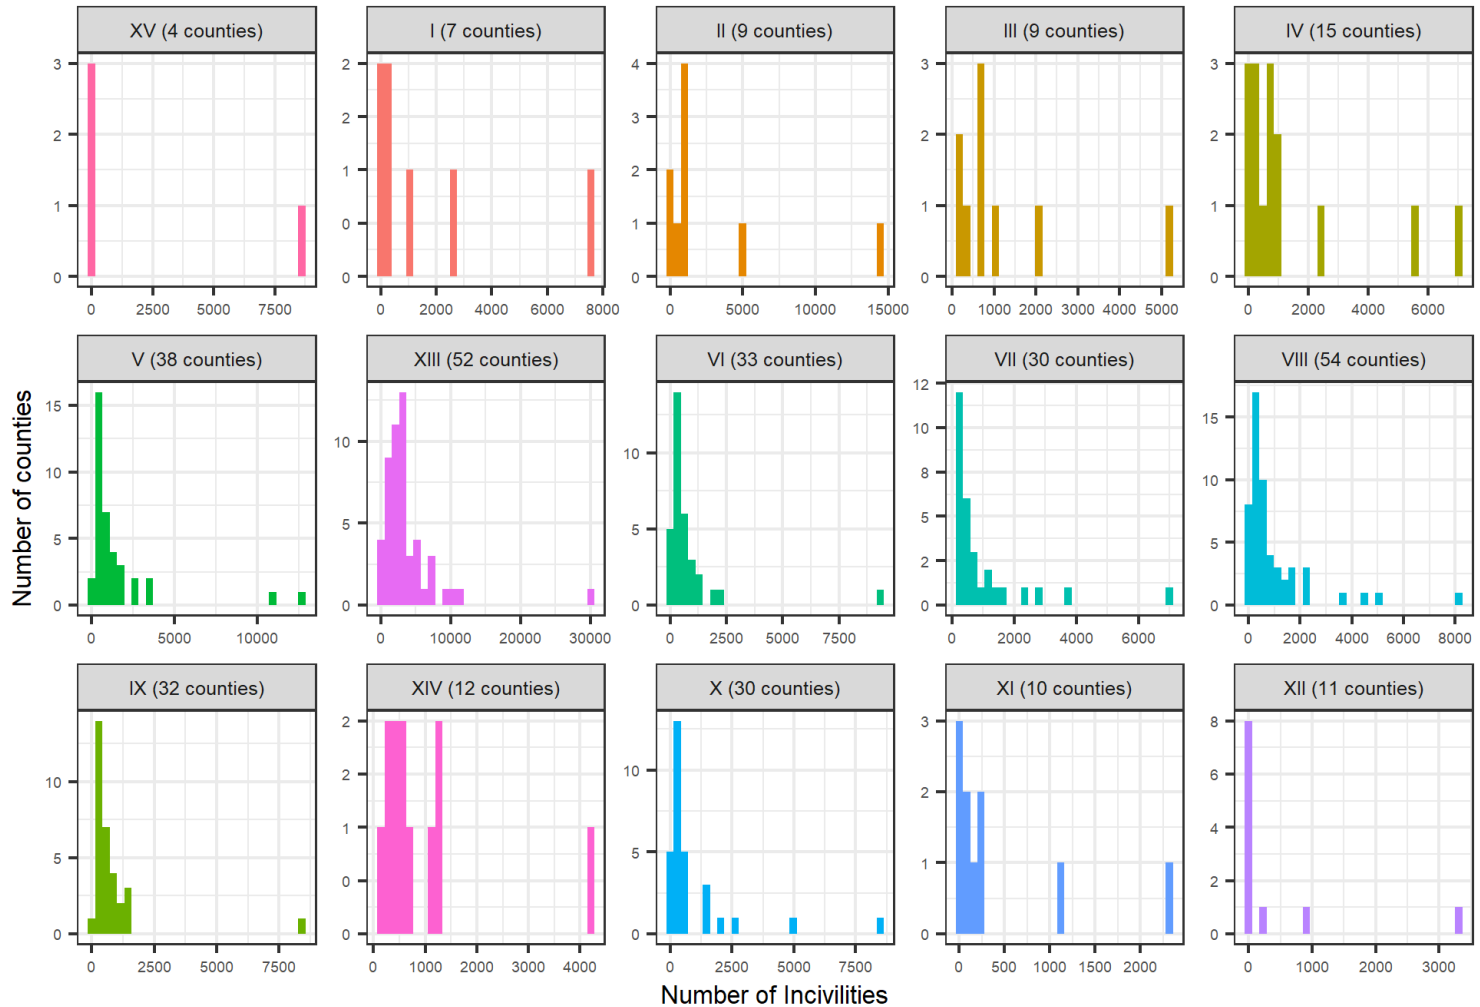 XV (4 counties) I (7 counties) II (9 counties) III (9 counties) IV (15 counties)
3 2 1 0
0 2500 5000 7500
2 2 1 0 0
0 2000 4000 6000 8000
4 3 2 1 0
0 5000 10000 15000
3 2 1 0
0 1000 2000 3000 4000 5000
3 2 1 0
0 2000 4000 6000
Number of counties
V (38 counties) XIII (52 counties) VI (33 counties) VII (30 counties) VIII (54 counties)
15 10 5 0
0 5000 10000
10 5 0
0 10000 20000 30000
10 5 0
0 2500 5000 7500
12 10 8 5 2 0
0 2000 4000 6000
15 10 5 0
0 2000 4000 6000 8000
IX (32 counties) XIV (12 counties) X (30 counties) XI (10 counties) XII (11 counties)
10 5 0
0 2500 5000 7500
2 2 1 0 0
0 1000 2000 3000 4000
10 5 0
0 2500 5000 7500
3 2 1 0
0 500 1000 1500 2000
8 6 4 2 0
0 1000 2000 3000
Number of Incivilities